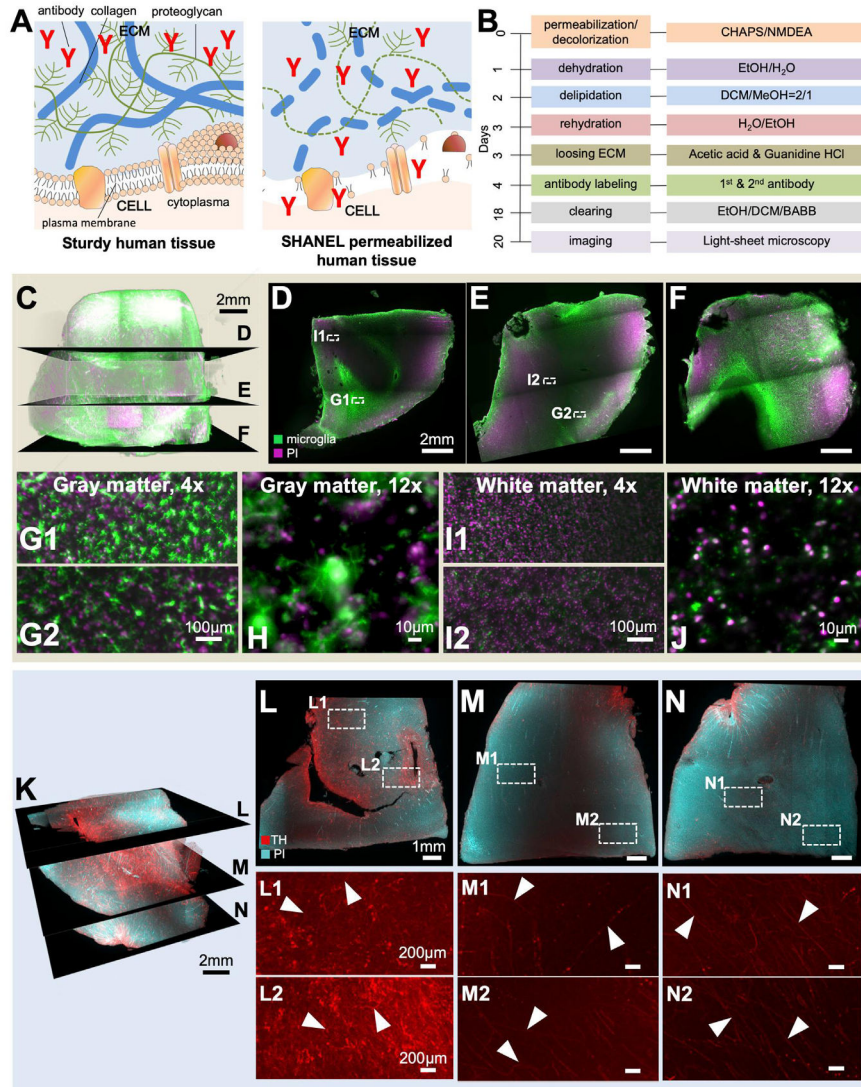 A
antibody collagen proteoglycan
ECM
CELL
cytoplasma
plasma membrane
Sturdy human tissue
ECM
CELL
SHANEL permeabilized
human tissue
B
Days
0
permeabilization/
decolorization
CHAPS/NMDEA
1
dehydration
EtOH/H₂O
2
delipidation
DCM/MeOH=2/1
3
rehydration
H₂O/EtOH
3
loosing ECM
Acetic acid & Guanidine HCl
4
antibody labeling
1st & 2nd antibody
18
clearing
EtOH/DCM/BABB
20
imaging
Light-sheet microscopy
C
2mm
D
E
F
D
I1
G1
microglia
PI
2mm
E
I2
G2
F
Gray matter, 4x
G1
G2
100µm
Gray matter, 12x
H
10µm
White matter, 4x
I1
I2
100µm
White matter, 12x
J
10µm
K
L
M
N
2mm
L
L1
L2
TH
PI
1mm
M
M1
M2
N
N1
N2
L1
200µm
M1
N1
L2
200µm
M2
N2